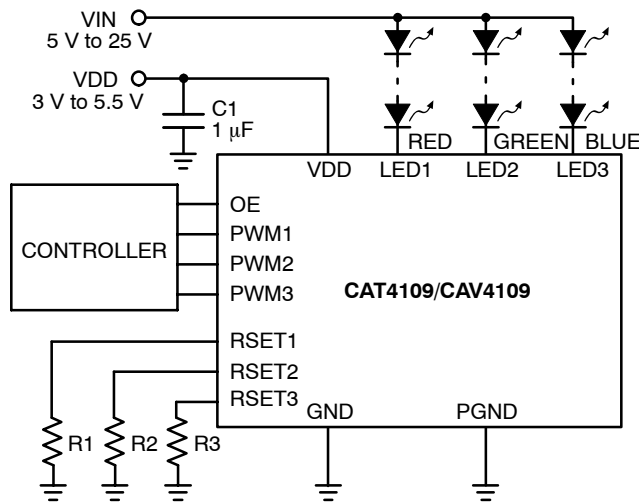 VIN
5 V to 25 V
VDD
3 V to 5.5 V
C1
1 μF
RED
GREEN
BLUE
VDD
LED1
LED2
LED3
CONTROLLER
OE
PWM1
PWM2
PWM3
CAT4109/CAV4109
RSET1
RSET2
RSET3
GND
PGND
R1
R2
R3